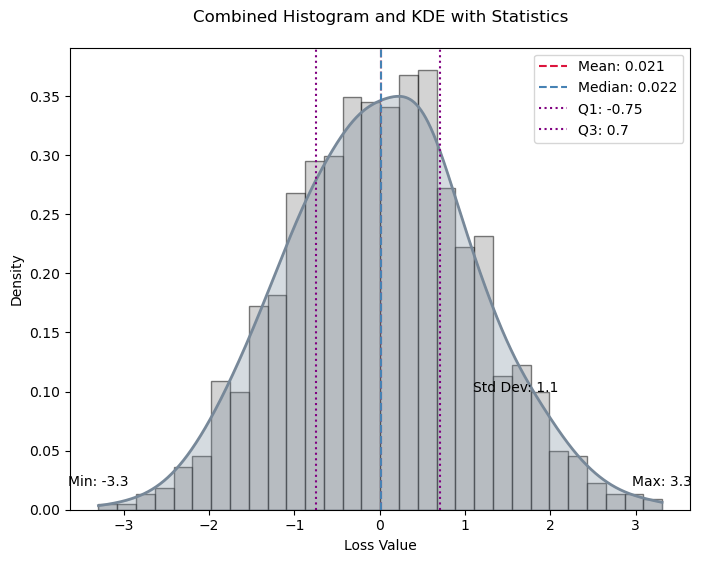 Combined Histogram and KDE with Statistics
Mean: 0.021
Median: 0.022
Q1: -0.75
Q3: 0.7
Density
0.35
0.30
0.25
0.20
0.15
0.10
0.05
0.00
Std Dev: 1.1
Min: -3.3
Max: 3.3
−3
−2
−1
0
1
2
3
Loss Value